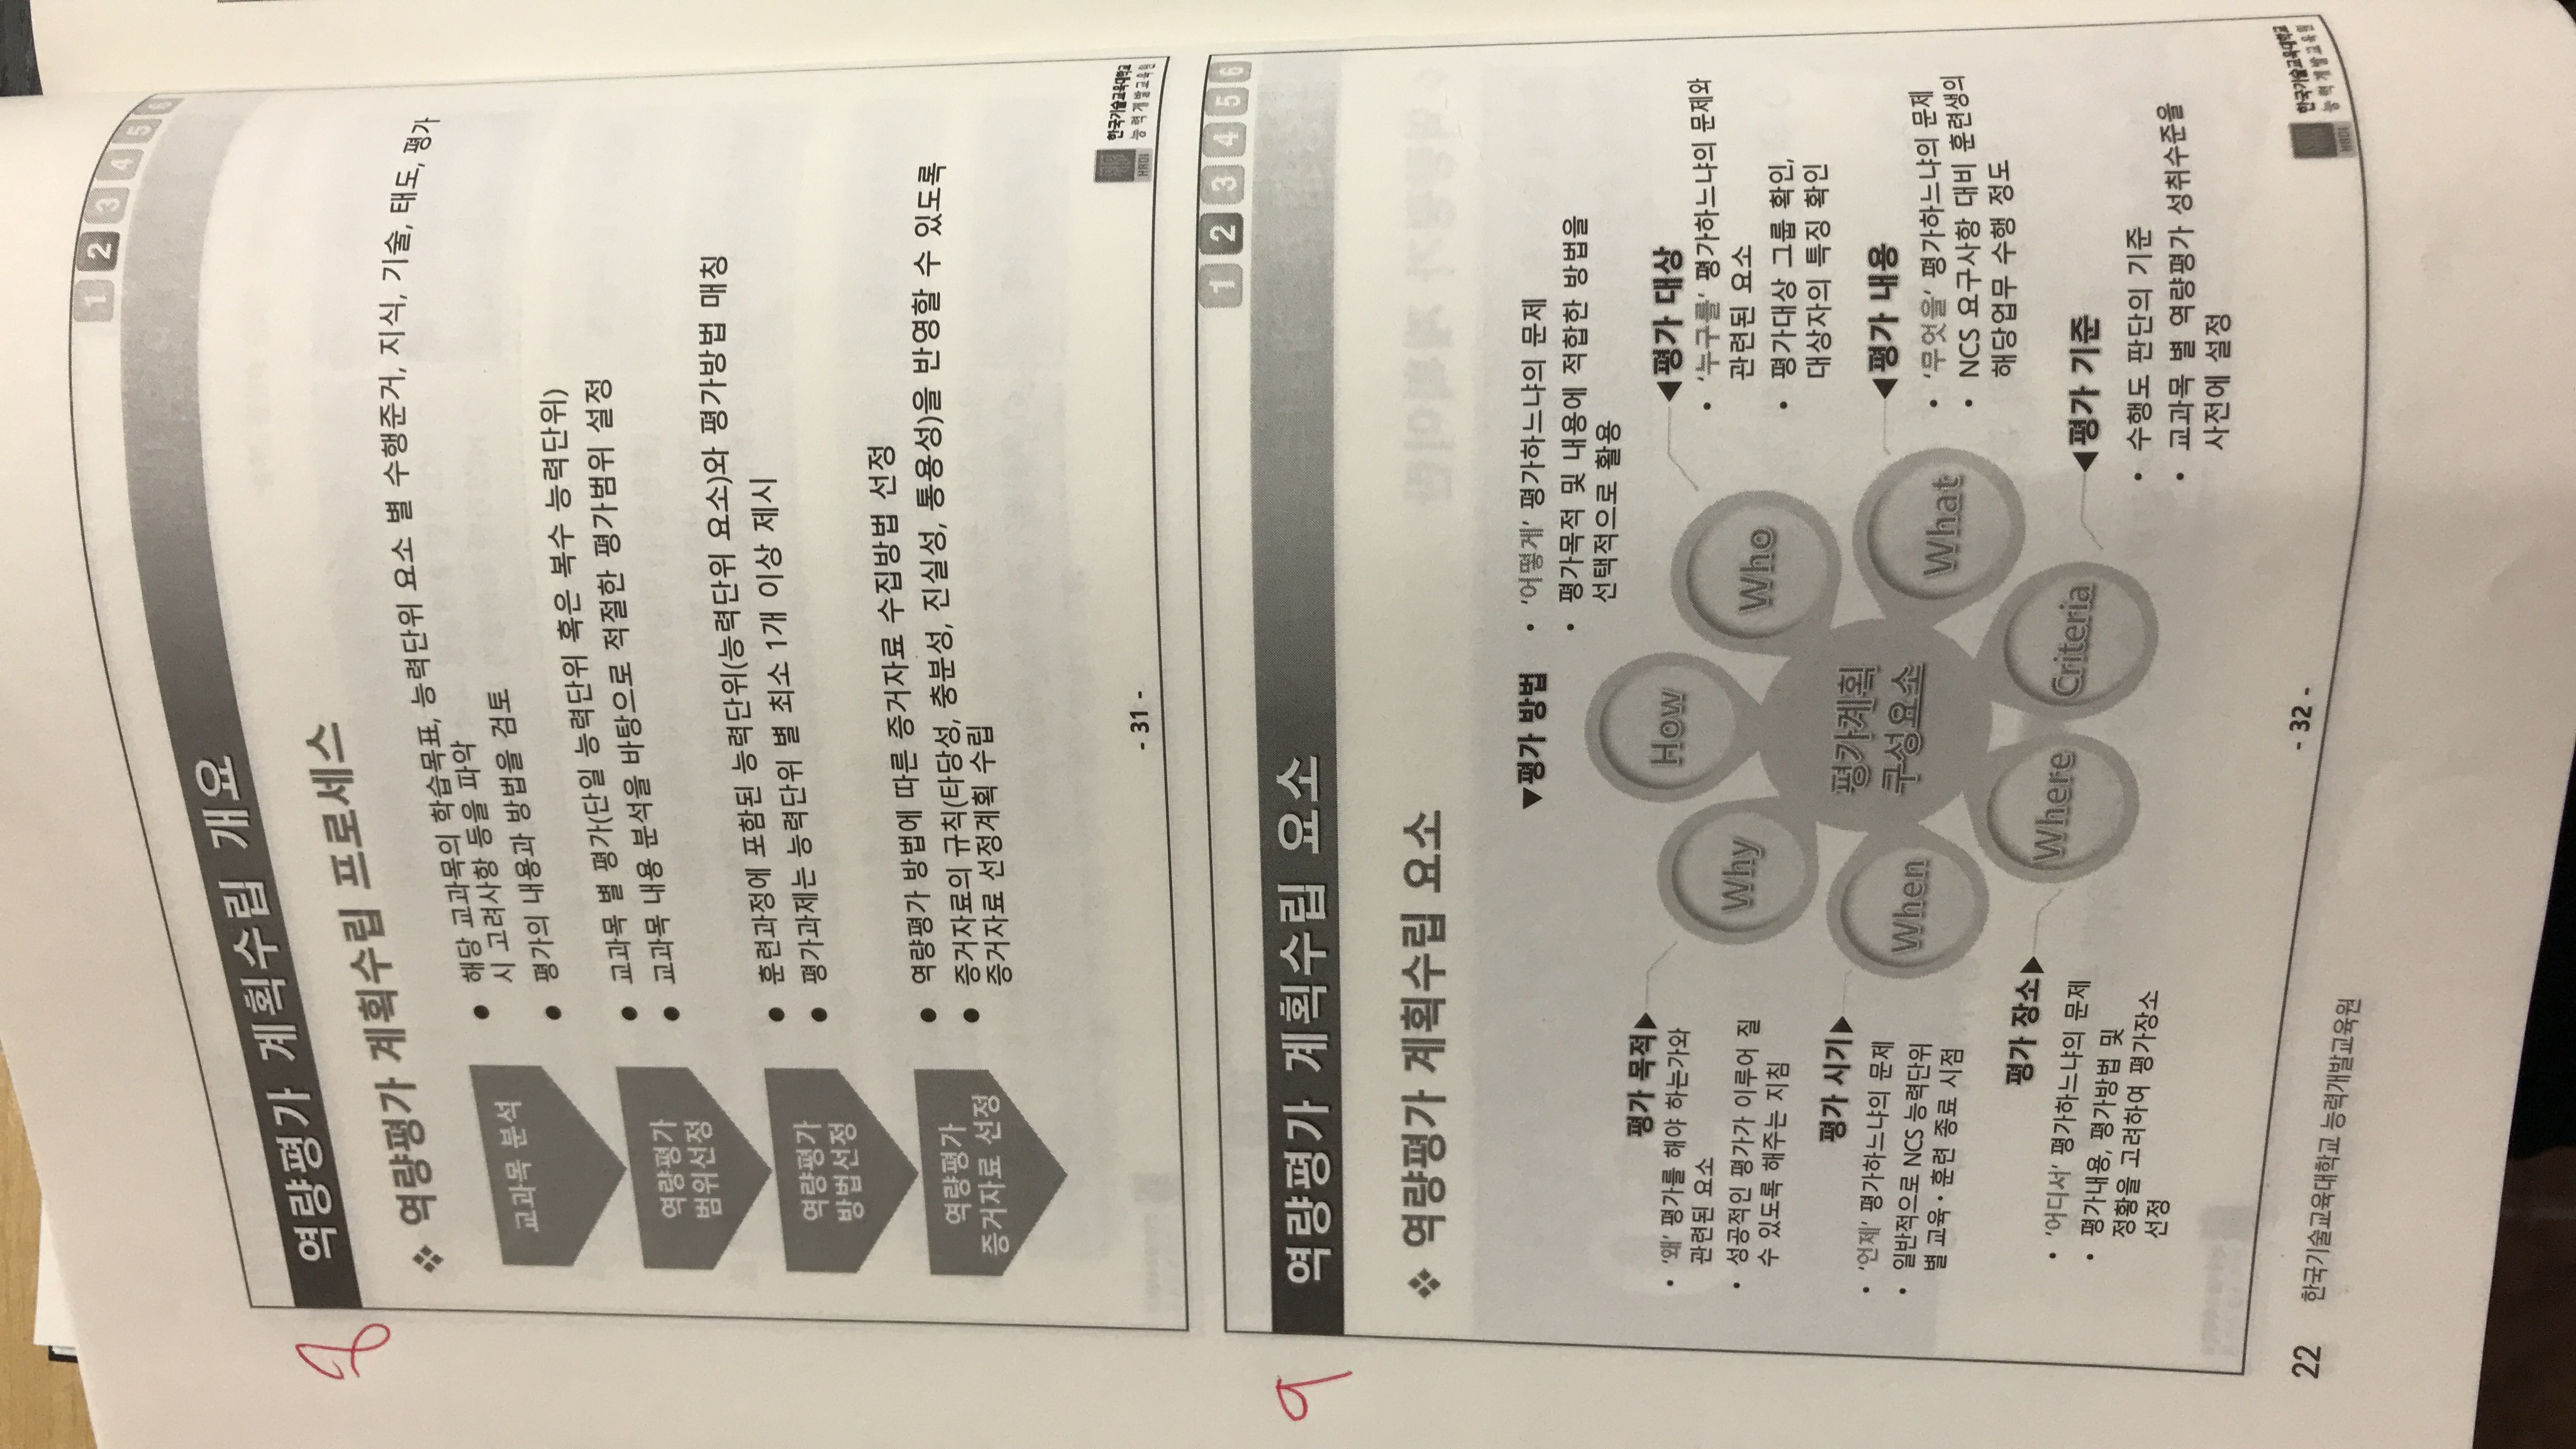 1 2 3 4 5 6
역량평가 계획수립 개요
8
❖ 역량평가 계획수립 프로세스
교과목 분석
● 해당 교과목의 학습목표, 능력단위 요소 별 수행준거, 지식, 기술, 태도, 평가
시 고려사항 등을 파악
● 평가의 내용과 방법을 검토
역량평가
범위선정
● 교과목 별 평가(단일 능력단위 혹은 복수 능력단위)
● 교과목 내용 분석을 바탕으로 적절한 평가범위 설정
역량평가
방법선정
● 훈련과정에 포함된 능력단위(능력단위 요소)와 평가방법 매칭
● 평가과제는 능력단위 별 최소 1개 이상 제시
역량평가
증거자료 선정
● 역량평가 방법에 따른 증거자료 수집방법 선정
● 증거자료의 규칙(타당성, 충분성, 진실성, 통용성)을 반영할 수 있도록
증거자료 선정계획 수립
- 31 -
HRDI
한국기술교육대학교
능력개발교육원
1 2 3 4 5 6
9
역량평가 계획수립 요소
❖ 역량평가 계획수립 요소
▼평가 방법
• '어떻게' 평가하느냐의 문제
• 평가목적 및 내용에 적합한 방법을
선택적으로 활용
평가 목적▶
• '왜' 평가를 해야 하는가와
관련된 요소
• 성공적인 평가가 이루어 질
수 있도록 해주는 지침
평가 시기▶
• '언제' 평가하느냐의 문제
• 일반적으로 NCS 능력단위
별 교육·훈련 종료 시점
평가 장소▶
• '어디서' 평가하느냐의 문제
• 평가내용, 평가방법 및
정황을 고려하여 평가장소
선정
How
Why
Who
평가계획
구성요소
When
What
Where
Criteria
◀평가 대상
• '누구를' 평가하느냐의 문제와
관련된 요소
• 평가대상 그룹 확인,
대상자의 특징 확인
◀평가 내용
• '무엇을' 평가하느냐의 문제
• NCS 요구사항 대비 훈련생의
해당업무 수행 정도
◀평가 기준
• 수행도 판단의 기준
• 교과목 별 역량평가 성취수준을
사전에 설정
- 32 -
HRDI
한국기술교육대학교
능력개발교육원
22 한국기술교육대학교 능력개발교육원